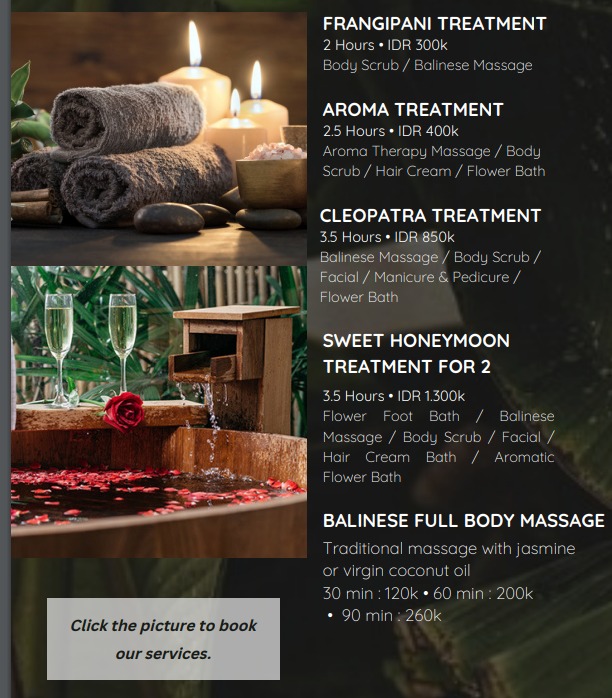 FRANGIPANI TREATMENT
2 Hours • IDR 300k
Body Scrub / Balinese Massage
AROMA TREATMENT
2.5 Hours • IDR 400k
Aroma Therapy Massage / Body
Scrub / Hair Cream / Flower Bath
CLEOPATRA TREATMENT
3.5 Hours • IDR 850k
Balinese Massage / Body Scrub /
Facial / Manicure & Pedicure /
Flower Bath
SWEET HONEYMOON
TREATMENT FOR 2
3.5 Hours • IDR 1.300k
Flower Foot Bath / Balinese
Massage / Body Scrub / Facial /
Hair Cream Bath / Aromatic
Flower Bath
BALINESE FULL BODY MASSAGE
Traditional massage with jasmine
or virgin coconut oil
30 min : 120k • 60 min : 200k
• 90 min : 260k
Click the picture to book
our services.